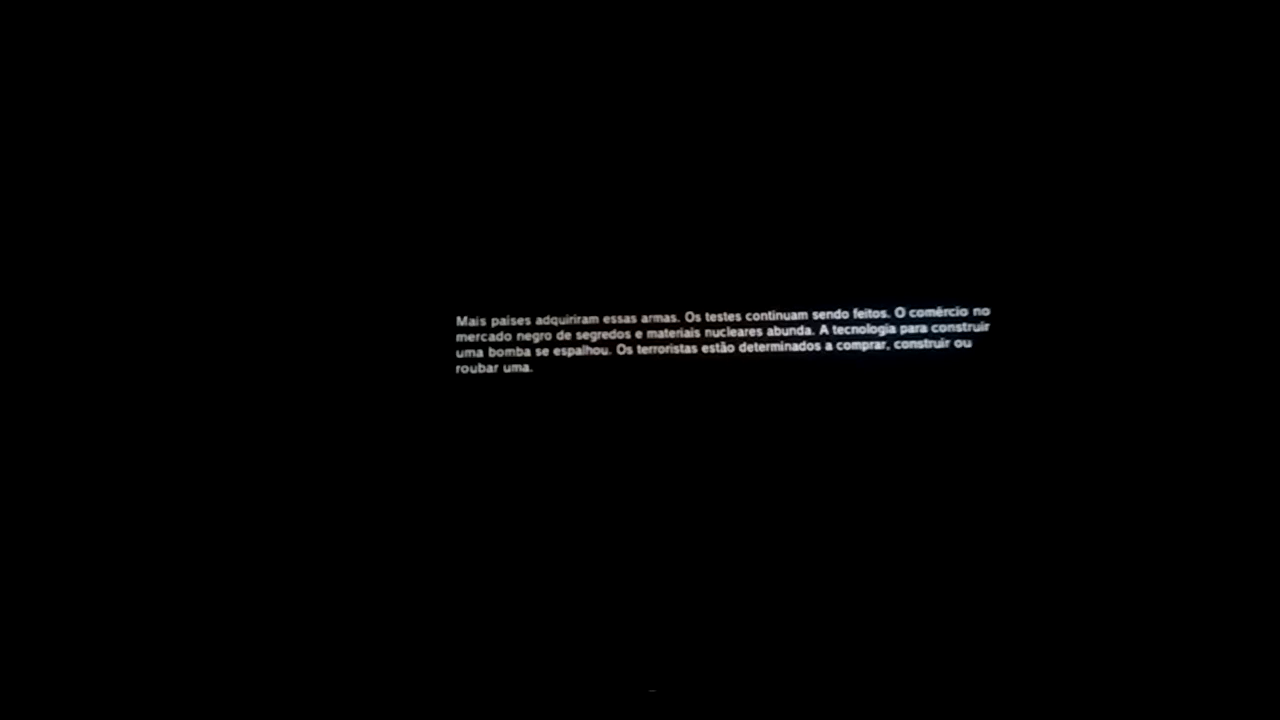 Mais países adquiriram essas armas. Os testes continuam sendo feitos. O comércio no
mercado negro de segredos e materiais nucleares abunda. A tecnologia para construir
uma bomba se espalhou. Os terroristas estão determinados a comprar, construir ou
roubar uma.